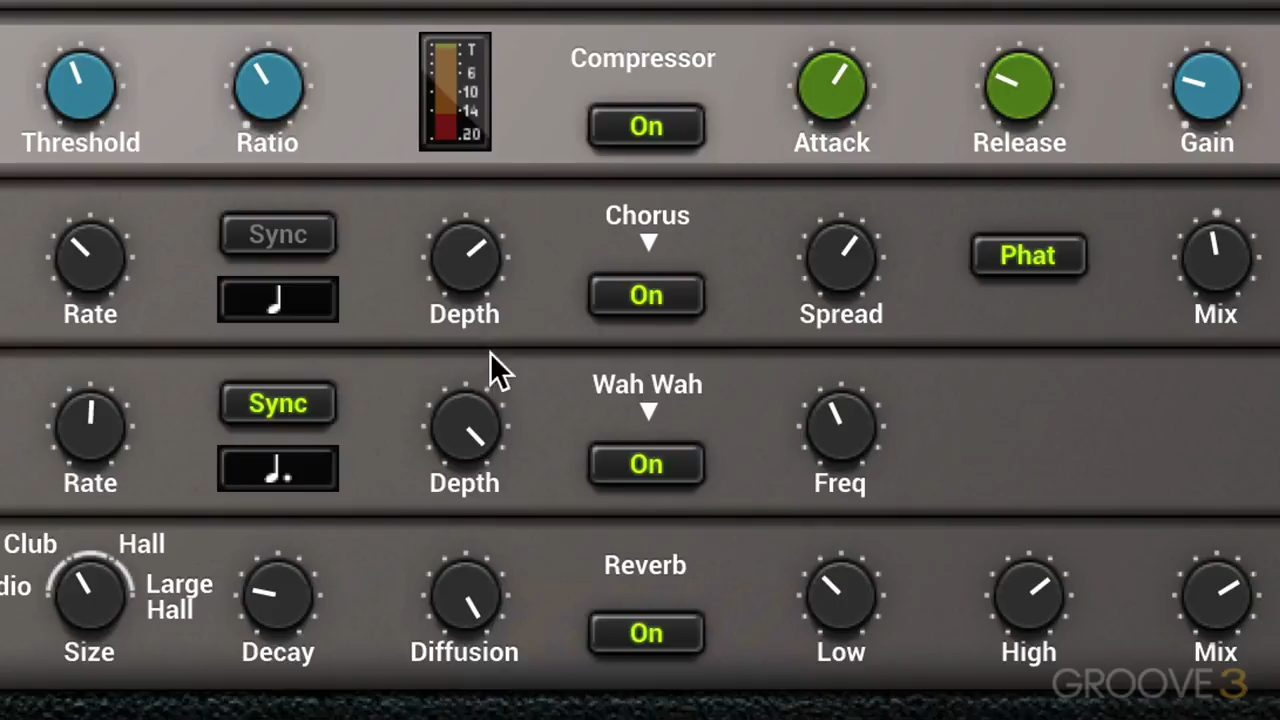 Compressor
T
6
10
14
20
On
Threshold
Ratio
Attack
Release
Gain
Chorus
Sync
Phat
On
Rate
Depth
Spread
Mix
Wah Wah
Sync
On
Rate
Depth
Freq
Club
Hall
dio
Large
Hall
Reverb
On
Size
Decay
Diffusion
Low
High
Mix
GROOVE3